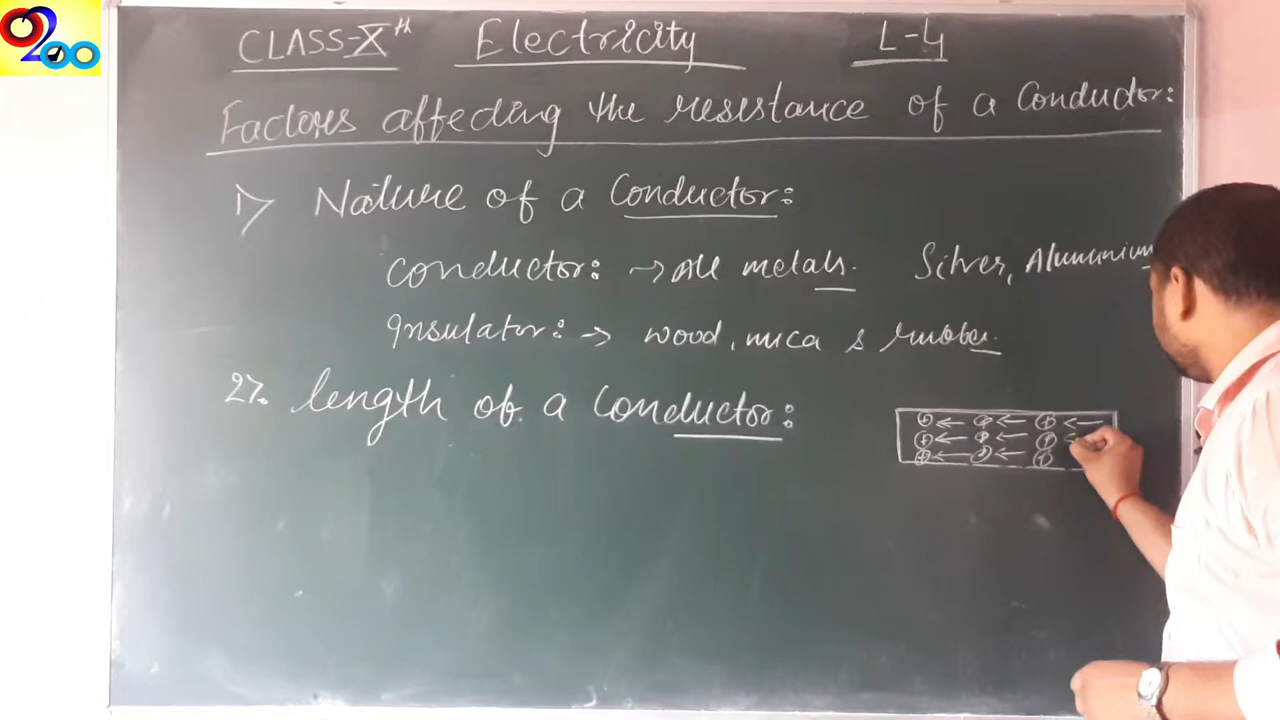 O2OO
CLASS-Xth Electricity L-4
Factors affecting the resistance of a Conductor:
1> Nature of a Conductor:
conductor: → All metals. Silver, Aluminium
Insulator: → wood, mica & rubber.
2>. length of a conductor: